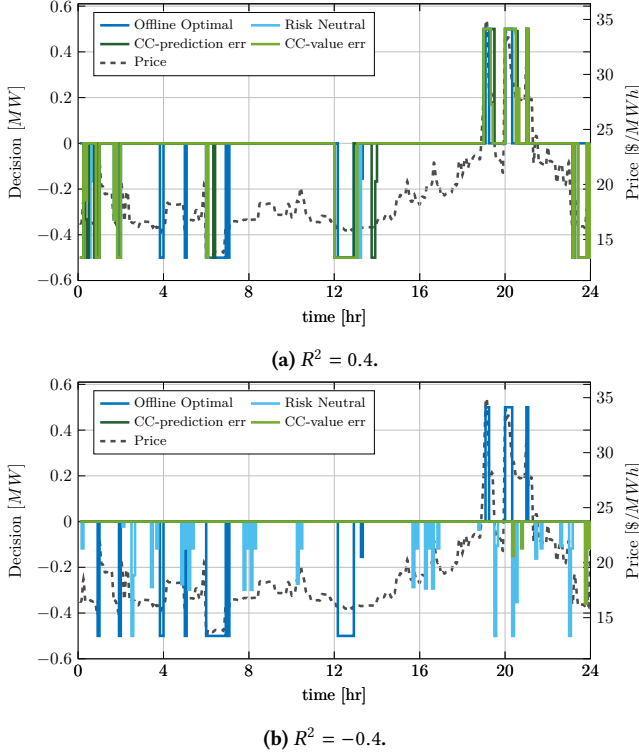 Offline Optimal Risk Neutral
CC-prediction err CC-value err
Price
0.6
0.4
0.2
0
−0.2
−0.4
−0.6
Decision [MW]
35
30
25
20
15
Price [$/MWh]
0 4 8 12 16 20 24
time [hr]
(a) R² = 0.4.
Offline Optimal Risk Neutral
CC-prediction err CC-value err
Price
0.6
0.4
0.2
0
−0.2
−0.4
−0.6
Decision [MW]
35
30
25
20
15
Price [$/MWh]
0 4 8 12 16 20 24
time [hr]
(b) R² = −0.4.